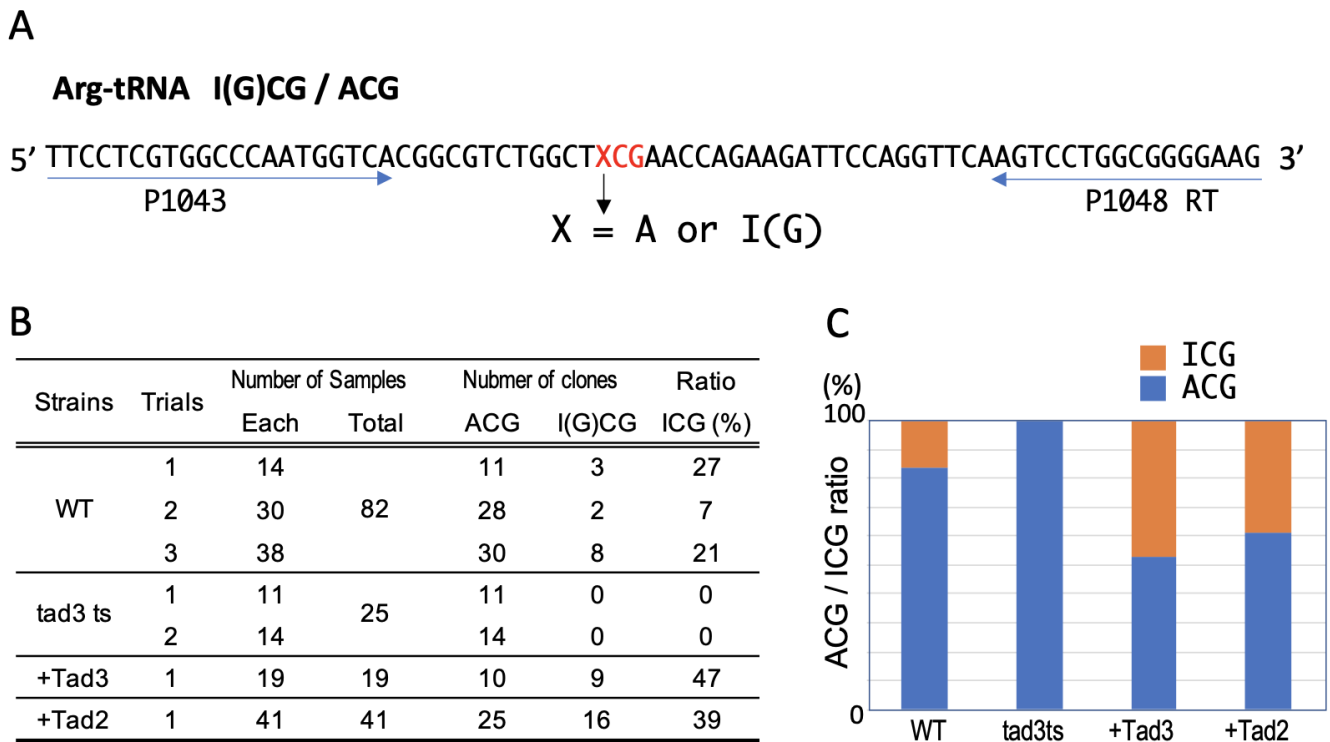 A
Arg-tRNA I(G)CG / ACG
5’ TTCCTCGTGGCCCAATGGTCACGGCGTCTGGCTXCGAACCAGAAGATTCCAGGTTCAAGTCCTGGCGGGGAAG 3’
P1043 P1048 RT
X = A or I(G)
B
Strains Trials Number of Samples Nubmer of clones Ratio
Each Total ACG I(G)CG ICG (%)
WT 1 14 82 11 3 27
2 30 28 2 7
3 38 30 8 21
tad3 ts 1 11 25 11 0 0
2 14 14 0 0
+Tad3 1 19 19 10 9 47
+Tad2 1 41 41 25 16 39
C
ICG
ACG
(%)
100
ACG / ICG ratio
0
WT tad3ts +Tad3 +Tad2